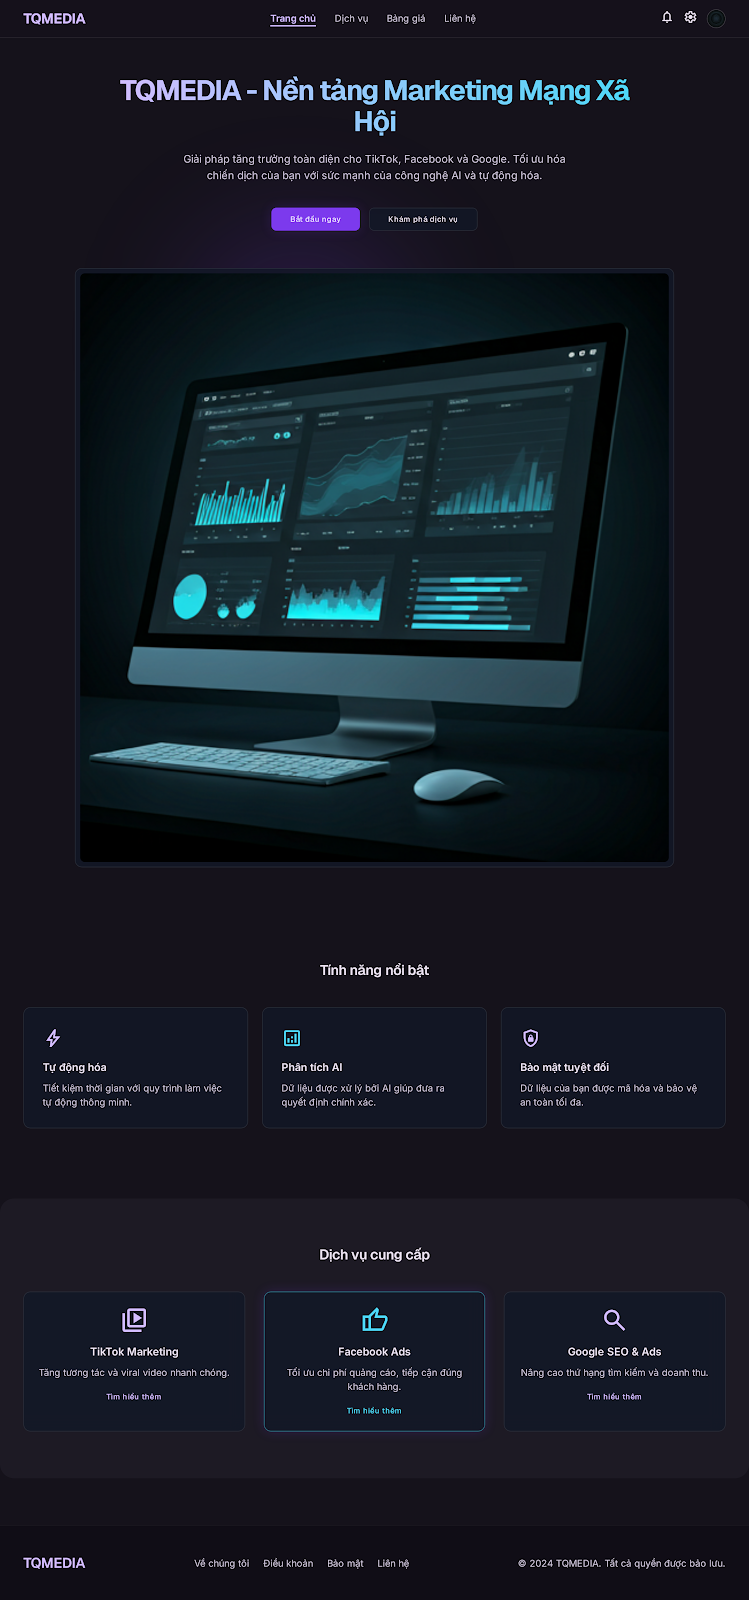 TQMEDIA
Trang chủ
Dịch vụ
Bảng giá
Liên hệ
TQMEDIA - Nền tảng Marketing Mạng Xã
Hội
Giải pháp tăng trưởng toàn diện cho TikTok, Facebook và Google. Tối ưu hóa
chiến dịch của bạn với sức mạnh của công nghệ AI và tự động hóa.
Bắt đầu ngay
Khám phá dịch vụ
Tính năng nổi bật
Tự động hóa
Tiết kiệm thời gian với quy trình làm việc
tự động thông minh.
Phân tích AI
Dữ liệu được xử lý bởi AI giúp đưa ra
quyết định chính xác.
Bảo mật tuyệt đối
Dữ liệu của bạn được mã hóa và bảo vệ
an toàn tối đa.
Dịch vụ cung cấp
TikTok Marketing
Tăng tương tác và viral video nhanh chóng.
Tìm hiểu thêm
Facebook Ads
Tối ưu chi phí quảng cáo, tiếp cận đúng
khách hàng.
Tìm hiểu thêm
Google SEO & Ads
Nâng cao thứ hạng tìm kiếm và doanh thu.
Tìm hiểu thêm
TQMEDIA
Về chúng tôi
Điều khoản
Bảo mật
Liên hệ
© 2024 TQMEDIA. Tất cả quyền được bảo lưu.